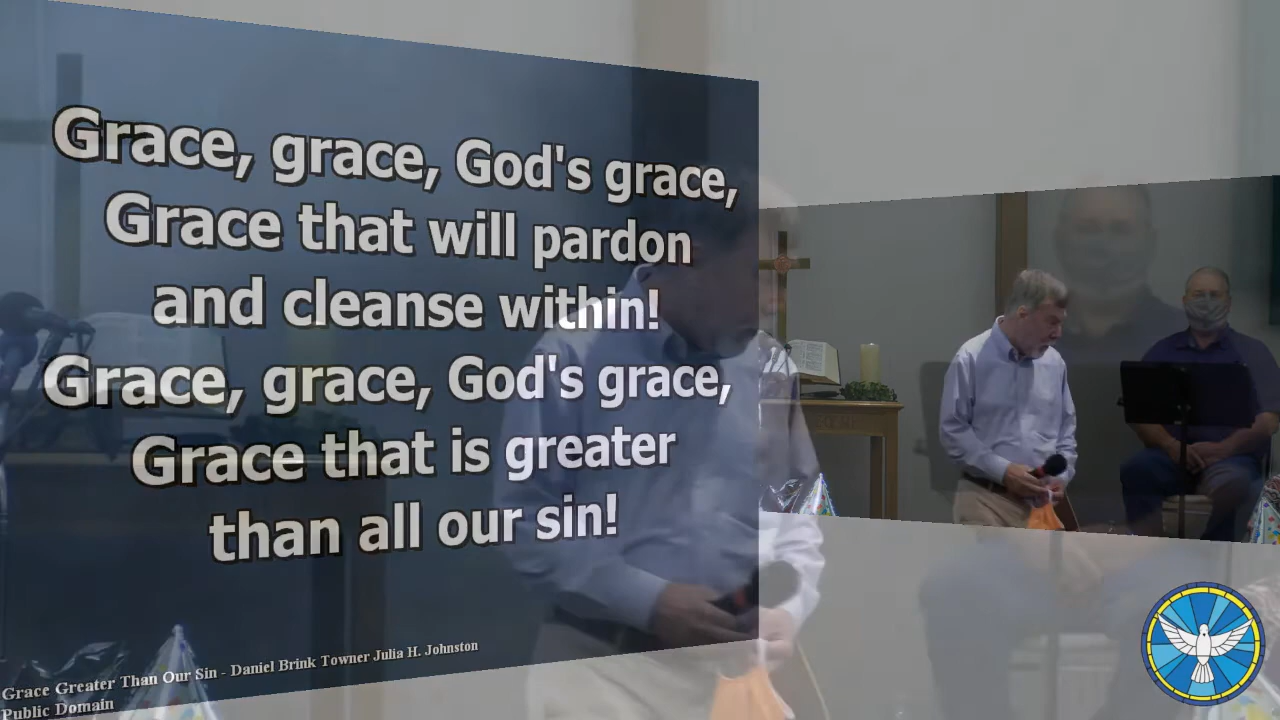 Grace, grace, God's grace,
Grace that will pardon
and cleanse within!
Grace, grace, God's grace,
Grace that is greater
than all our sin!
Grace Greater Than Our Sin - Daniel Brink Towner Julia H. Johnston
Public Domain